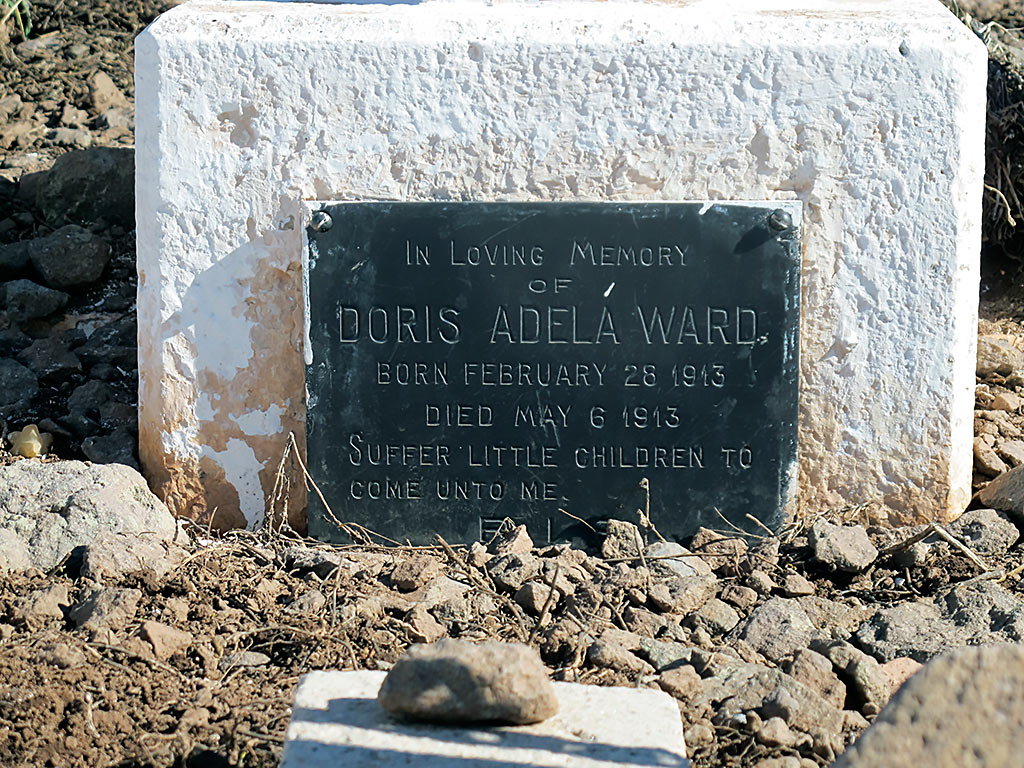 In Loving Memory
OF
DORIS ADELA WARD.
BORN FEBRUARY 28 1913
DIED MAY 6 1913
SUFFER LITTLE CHILDREN TO
COME UNTO ME.